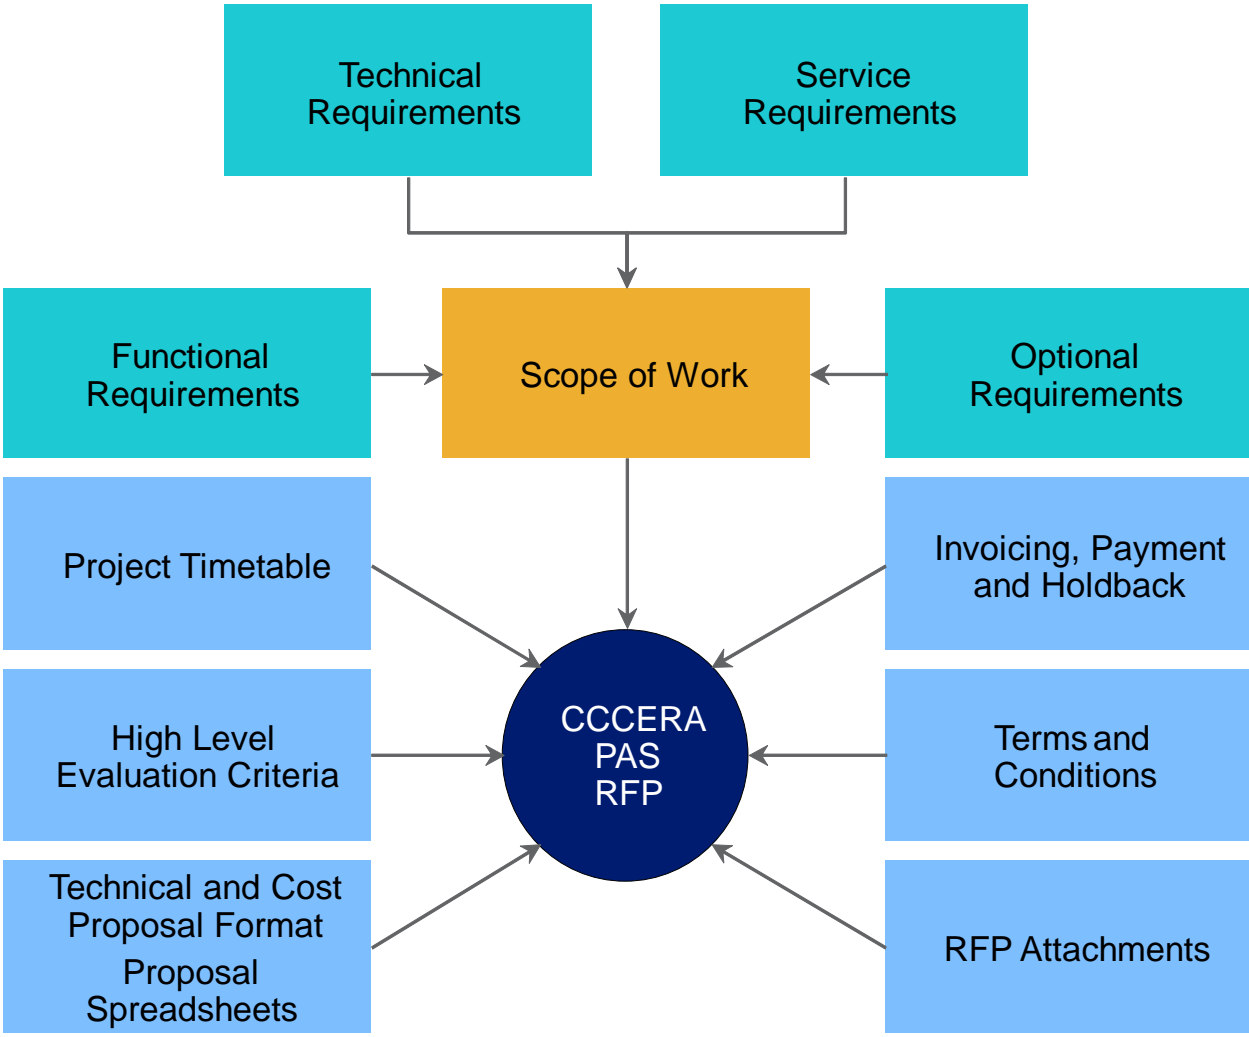 Technical
Requirements
Service
Requirements
Functional
Requirements
Scope of Work
Optional
Requirements
Project Timetable
Invoicing, Payment
and Holdback
High Level
Evaluation Criteria
CCCERA
PAS
RFP
Terms and
Conditions
Technical and Cost
Proposal Format
Proposal
Spreadsheets
RFP Attachments